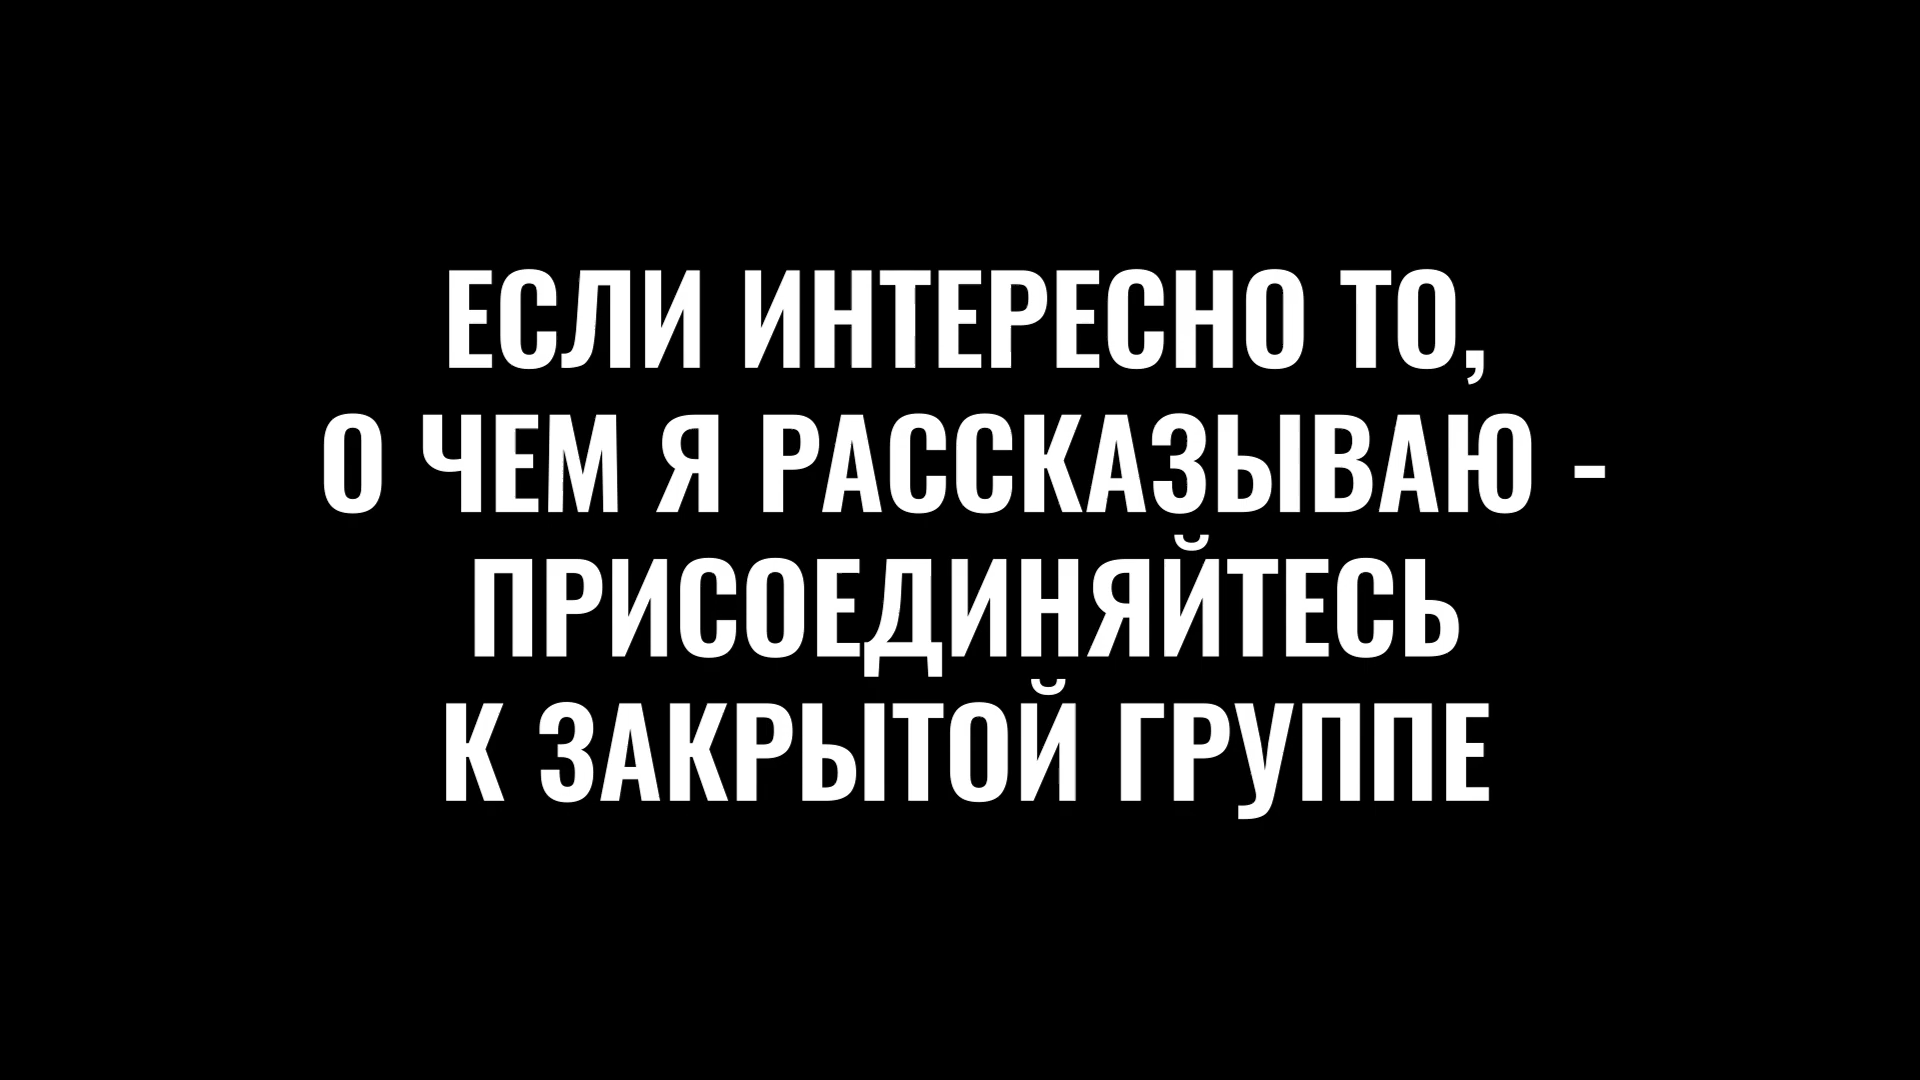 ЕСЛИ ИНТЕРЕСНО ТО,
О ЧЕМ Я РАССКАЗЫВАЮ -
ПРИСОЕДИНЯЙТЕСЬ
К ЗАКРЫТОЙ ГРУППЕ